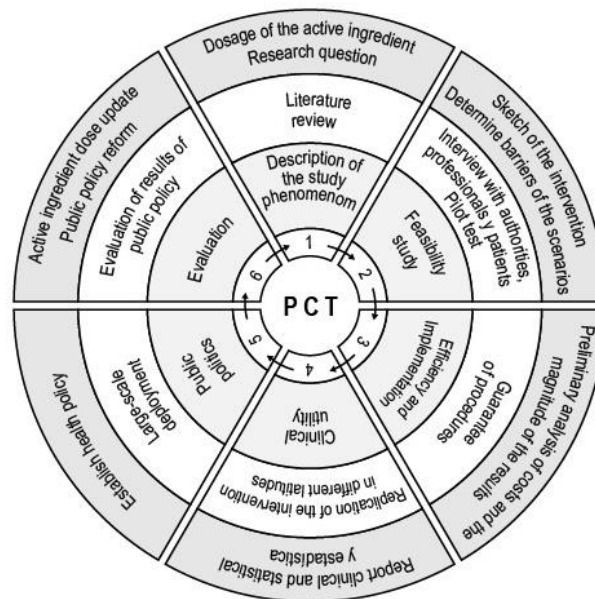 Dosage of the active ingredient
Research question
Literature
review
Description of
the study
phenomenom
1
Sketch of the intervention
Determine barriers of the scenarios
Interview with authorities,
professionals y patients
Pilot test
Feasibility
study
2
Preliminary analysis of costs and the
magnitude of the results
Guarantee
of procedures
Efficiency and
implementation
3
Report clinical and statistical
y estadistica
Replication of the intervention
in different latitudes
Clinical
utility
4
Establish health policy
Large-scale
deployment
Public
politics
5
Active ingredient dose update
Public policy reform
Evaluation of results of
public policy
Evaluation
6
PCT